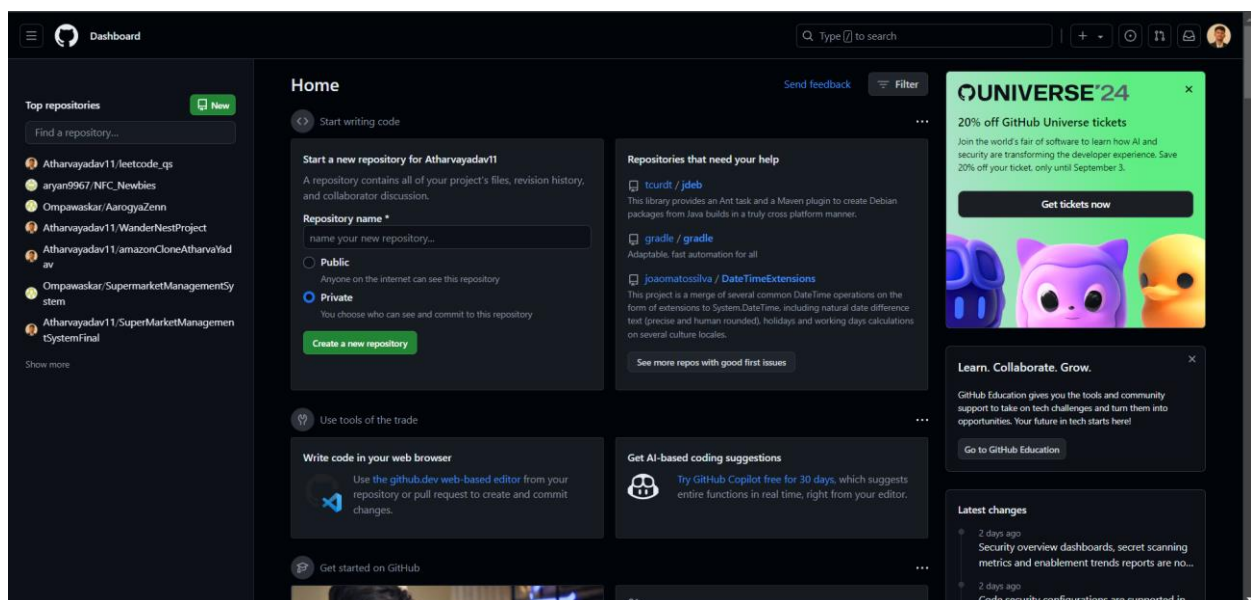 Dashboard
Type / to search
Top repositories
New
Find a repository...
Atharvayadav11/leetcode_qs
aryan9967/NFC_Newbies
Ompawaskar/AarogyaZenn
Atharvayadav11/WanderNestProject
Atharvayadav11/amazonCloneAtharvaYad
av
Ompawaskar/SupermarketManagementSy
stem
Atharvayadav11/SuperMarketManagemen
tSystemFinal
Show more
Home
Send feedback
Filter
Start writing code
Start a new repository for Atharvayadav11
A repository contains all of your project's files, revision history,
and collaborator discussion.
Repository name *
name your new repository...
Public
Anyone on the internet can see this repository
Private
You choose who can see and commit to this repository
Create a new repository
Repositories that need your help
tcurdt / jdeb
This library provides an Ant task and a Maven plugin to create Debian
packages from Java builds in a truly cross platform manner.
gradle / gradle
Adaptable, fast automation for all
joaomatossilva / DateTimeExtensions
This project is a merge of several common DateTime operations on the
form of extensions to System.DateTime, including natural date difference
text (precise and human rounded), holidays and working days calculations
on several culture locales.
See more repos with good first issues
Use tools of the trade
Write code in your web browser
Use the github.dev web-based editor from your
repository or pull request to create and commit
changes.
Get AI-based coding suggestions
Try GitHub Copilot free for 30 days, which suggests
entire functions in real time, right from your editor.
Get started on GitHub
UNIVERSE'24
20% off GitHub Universe tickets
Join the world's fair of software to learn how AI and
security are transforming the developer experience. Save
20% off your ticket, only until September 3.
Get tickets now
Learn. Collaborate. Grow.
GitHub Education gives you the tools and community
support to take on tech challenges and turn them into
opportunities. Your future in tech starts here!
Go to GitHub Education
Latest changes
2 days ago
Security overview dashboards, secret scanning
metrics and enablement trends reports are no...
2 days ago
Code security configurations are supported in